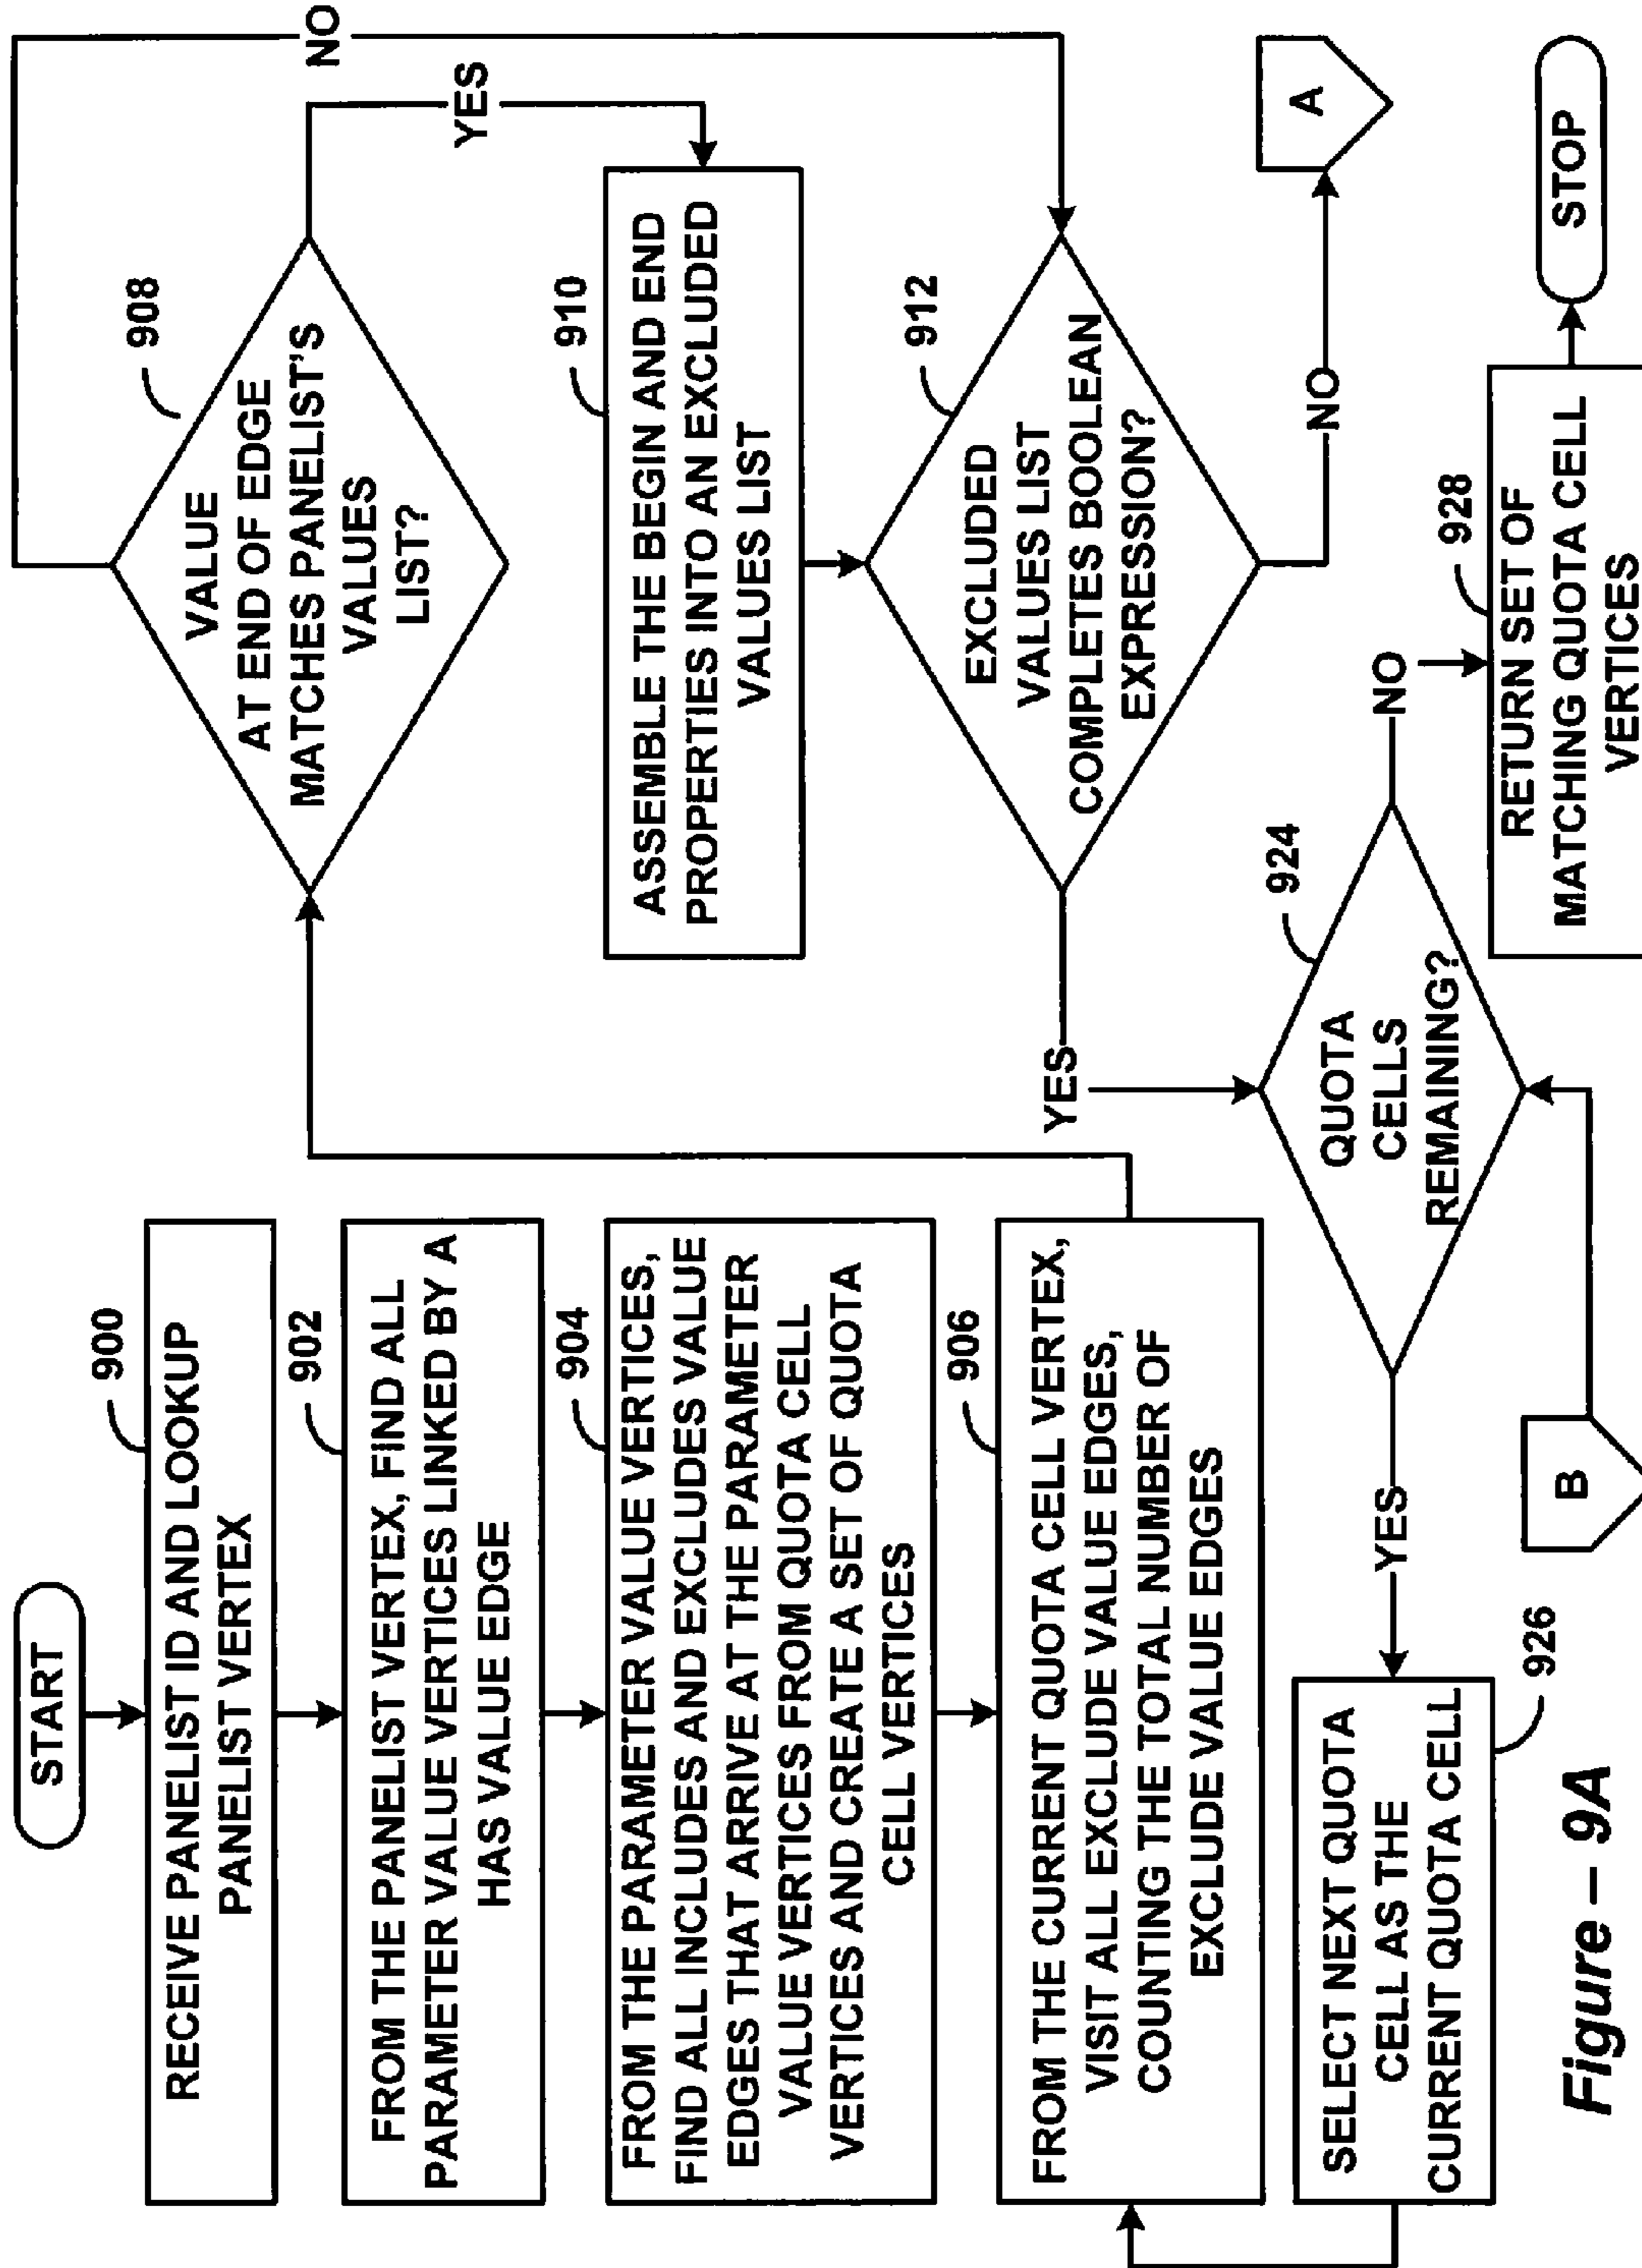 START
900
RECEIVE PANELIST ID AND LOOKUP
PANELIST VERTEX
902
FROM THE PANELIST VERTEX, FIND ALL
PARAMETER VALUE VERTICES LINKED BY A
HAS VALUE EDGE
904
FROM THE PARAMETER VALUE VERTICES,
FIND ALL INCLUDES AND EXCLUDES VALUE
EDGES THAT ARRIVE AT THE PARAMETER
VALUE VERTICES FROM QUOTA CELL
VERTICES AND CREATE A SET OF QUOTA
CELL VERTICES
906
FROM THE CURRENT QUOTA CELL VERTEX,
VISIT ALL EXCLUDE VALUE EDGES,
COUNTING THE TOTAL NUMBER OF
EXCLUDE VALUE EDGES
908
VALUE
AT END OF EDGE
MATCHES PANELIST'S
VALUES
LIST?
NO
YES
910
ASSEMBLE THE BEGIN AND END
PROPERTIES INTO AN EXCLUDED
VALUES LIST
912
EXCLUDED
VALUES LIST
COMPLETES BOOLEAN
EXPRESSION?
YES
NO
A
924
QUOTA
CELLS
REMAINING?
YES
NO
926
SELECT NEXT QUOTA
CELL AS THE
CURRENT QUOTA CELL
B
928
RETURN SET OF
MATCHING QUOTA CELL
VERTICES
STOP
Figure – 9A